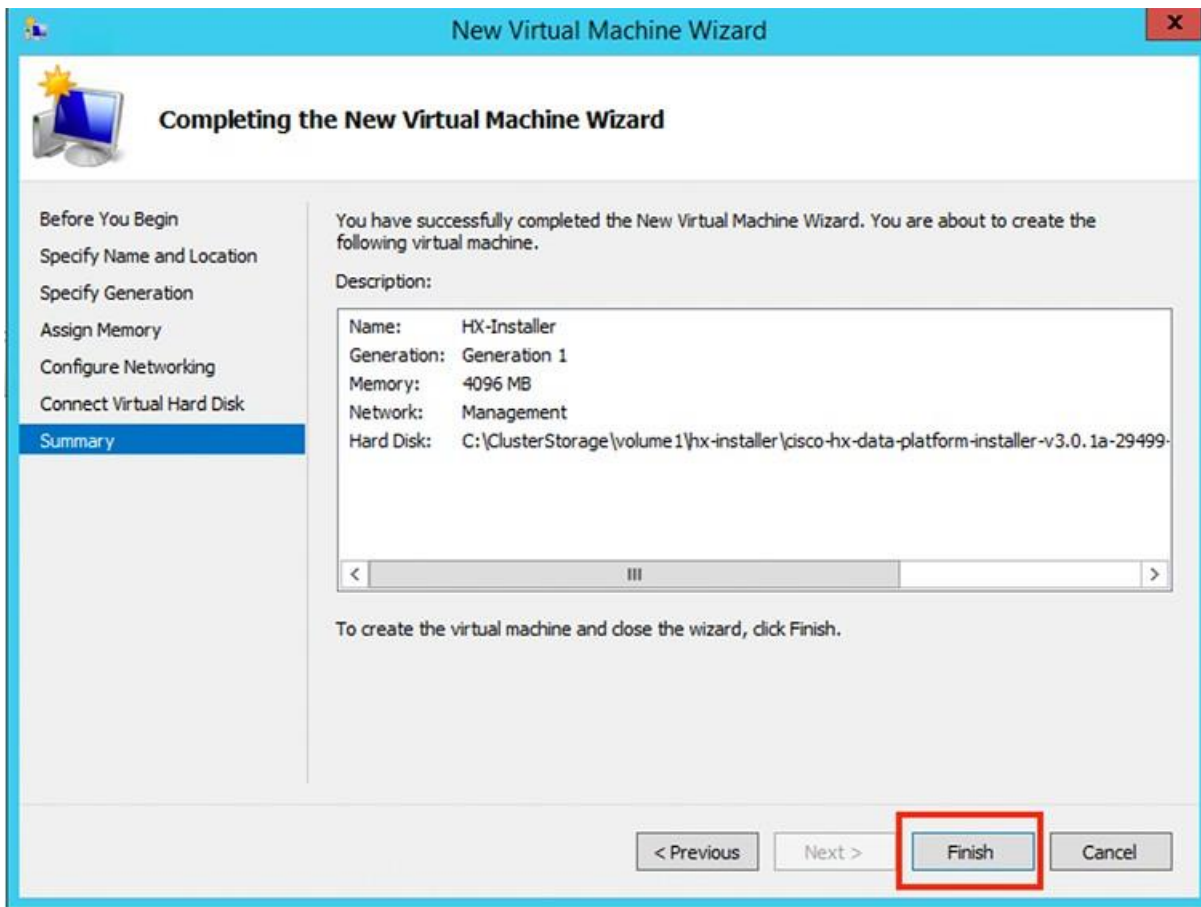 New Virtual Machine Wizard
x
Completing the New Virtual Machine Wizard
Before You Begin
Specify Name and Location
Specify Generation
Assign Memory
Configure Networking
Connect Virtual Hard Disk
Summary
You have successfully completed the New Virtual Machine Wizard. You are about to create the
following virtual machine.
Description:
Name: HX-Installer
Generation: Generation 1
Memory: 4096 MB
Network: Management
Hard Disk: C:\ClusterStorage\volume1\hx-installer\cisco-hx-data-platform-installer-v3.0.1a-29499-
To create the virtual machine and close the wizard, click Finish.
< Previous Next > Finish Cancel